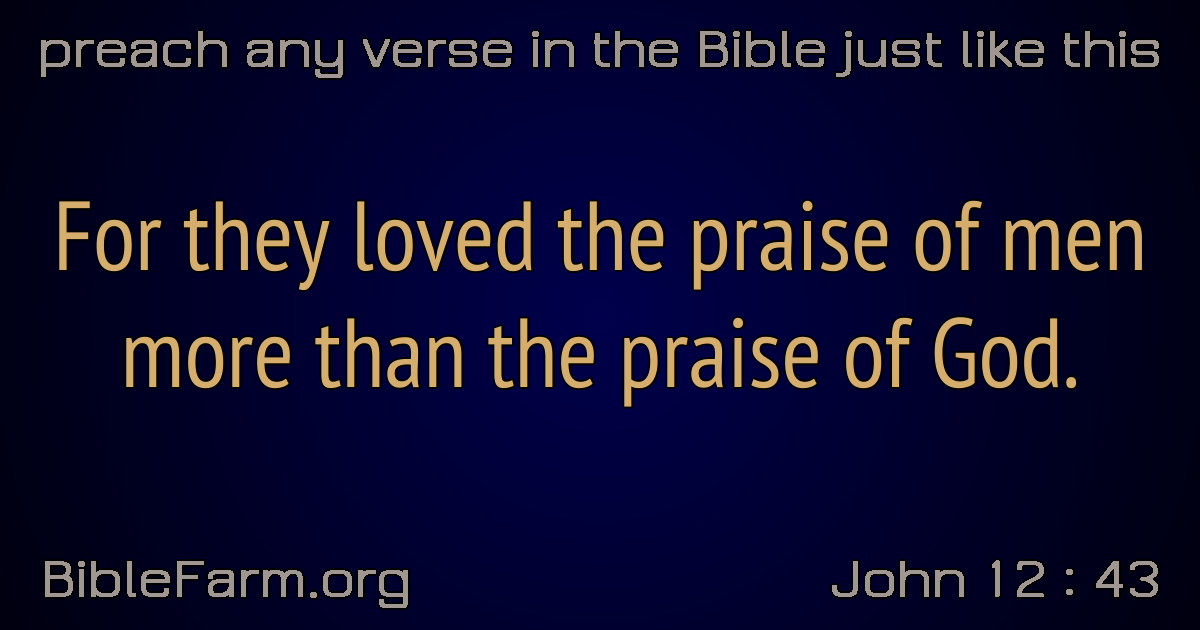 preach any verse in the Bible just like this
For they loved the praise of men
more than the praise of God.
BibleFarm.org
John 12 : 43